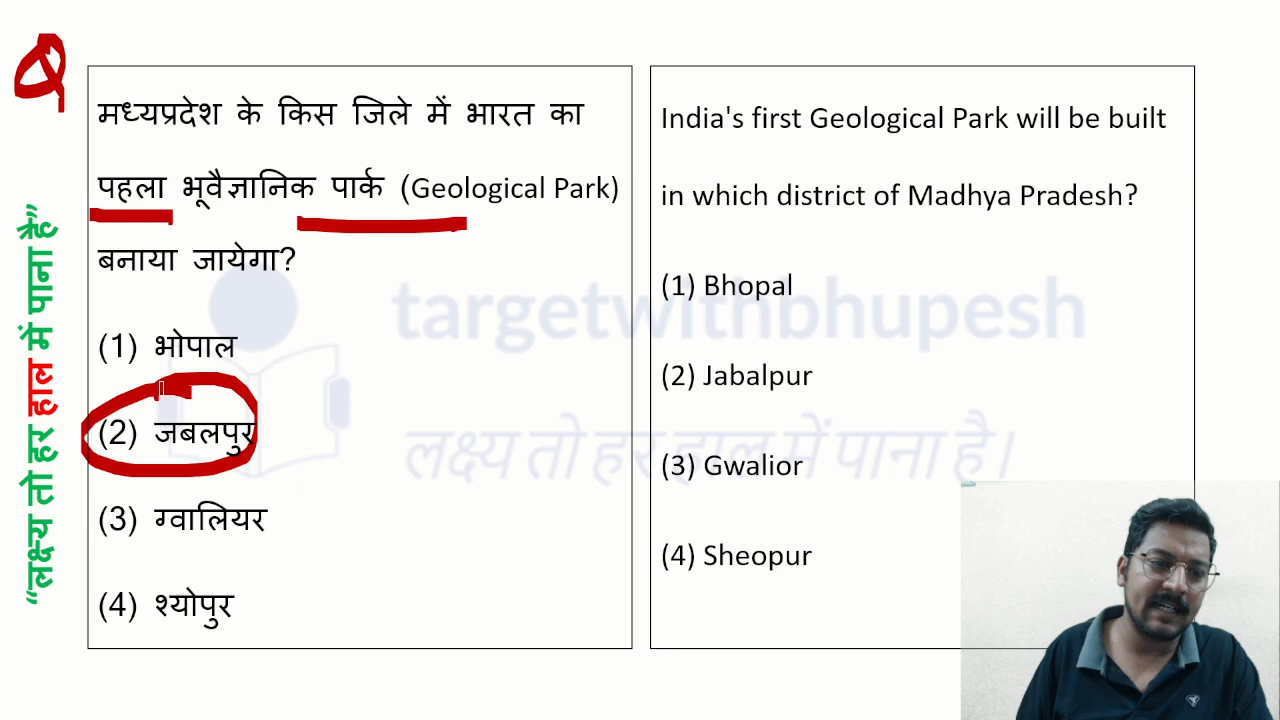 "लक्ष्य तो हर हाल में पाना है"
मध्यप्रदेश के किस जिले में भारत का
पहला भूवैज्ञानिक पार्क (Geological Park)
बनाया जायेगा?
(1) भोपाल
(2) जबलपुर
(3) ग्वालियर
(4) श्योपुर
India's first Geological Park will be built
in which district of Madhya Pradesh?
(1) Bhopal
(2) Jabalpur
(3) Gwalior
(4) Sheopur
targetwithbhupesh
लक्ष्य तो हर हाल में पाना है।